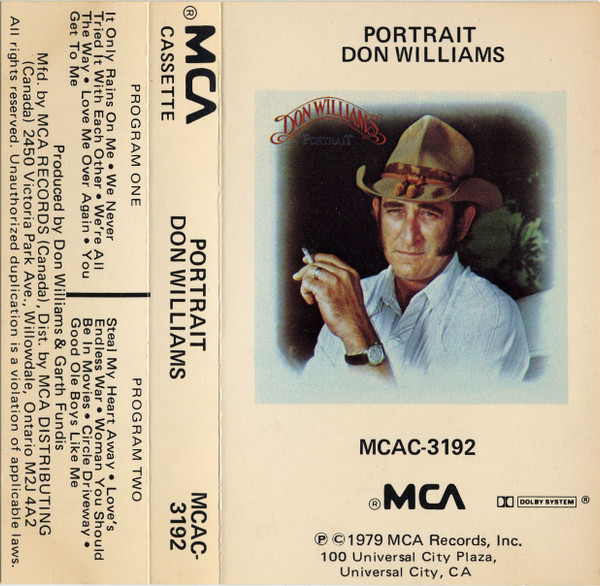 PORTRAIT
DON WILLIAMS
DON WILLIAMS
PORTRAIT
MCAC-3192
® MCA
DOLBY SYSTEM ®
Ⓟ © 1979 MCA Records, Inc.
100 Universal City Plaza,
Universal City, CA
® MCA
CASSETTE
PORTRAIT
DON WILLIAMS
MCAC-
3192
PROGRAM ONE
It Only Rains On Me • We Never
Tried It With Each Other • We're All
The Way • Love Me Over Again • You
Get To Me
PROGRAM TWO
Steal My Heart Away • Love's
Endless War • Woman You Should
Be In Movies • Circle Driveway •
Good Ole Boys Like Me
Produced by Don Williams & Garth Fundis
Mfd. by MCA RECORDS (Canada), Dist. by MCA DISTRIBUTING
(Canada) 2450 Victoria Park Ave., Willowdale, Ontario M2J 4A2
All rights reserved. Unauthorized duplication is a violation of applicable laws.